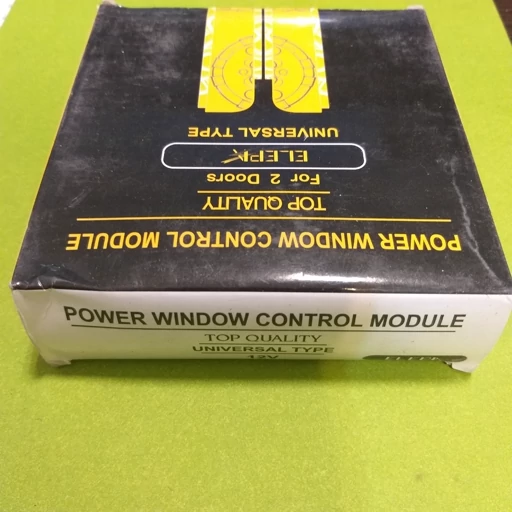 POWER WINDOW CONTROL MODULE
TOP QUALITY
For 2 Doors
UNIVERSAL TYPE
POWER WINDOW CONTROL MODULE
TOP QUALITY
UNIVERSAL TYPE
12V